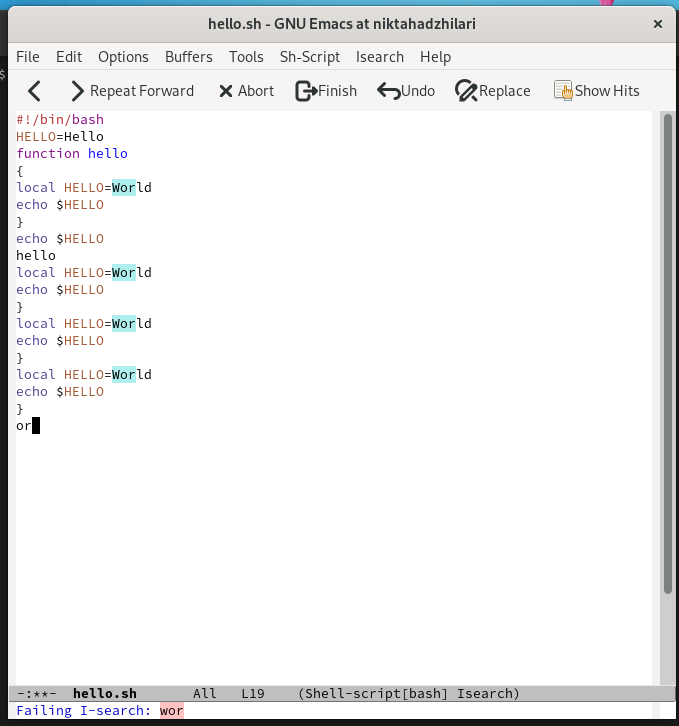 hello.sh - GNU Emacs at niktahadzhilari
File Edit Options Buffers Tools Sh-Script Isearch Help
Repeat Forward Abort Finish Undo Replace Show Hits
$
#!/bin/bash
HELLO=Hello
function hello
{
local HELLO=World
echo $HELLO
}
echo $HELLO
hello
local HELLO=World
echo $HELLO
}
local HELLO=World
echo $HELLO
}
local HELLO=World
echo $HELLO
}
or
-:**- hello.sh All L19 (Shell-script[bash] Isearch)
Failing I-search: wor